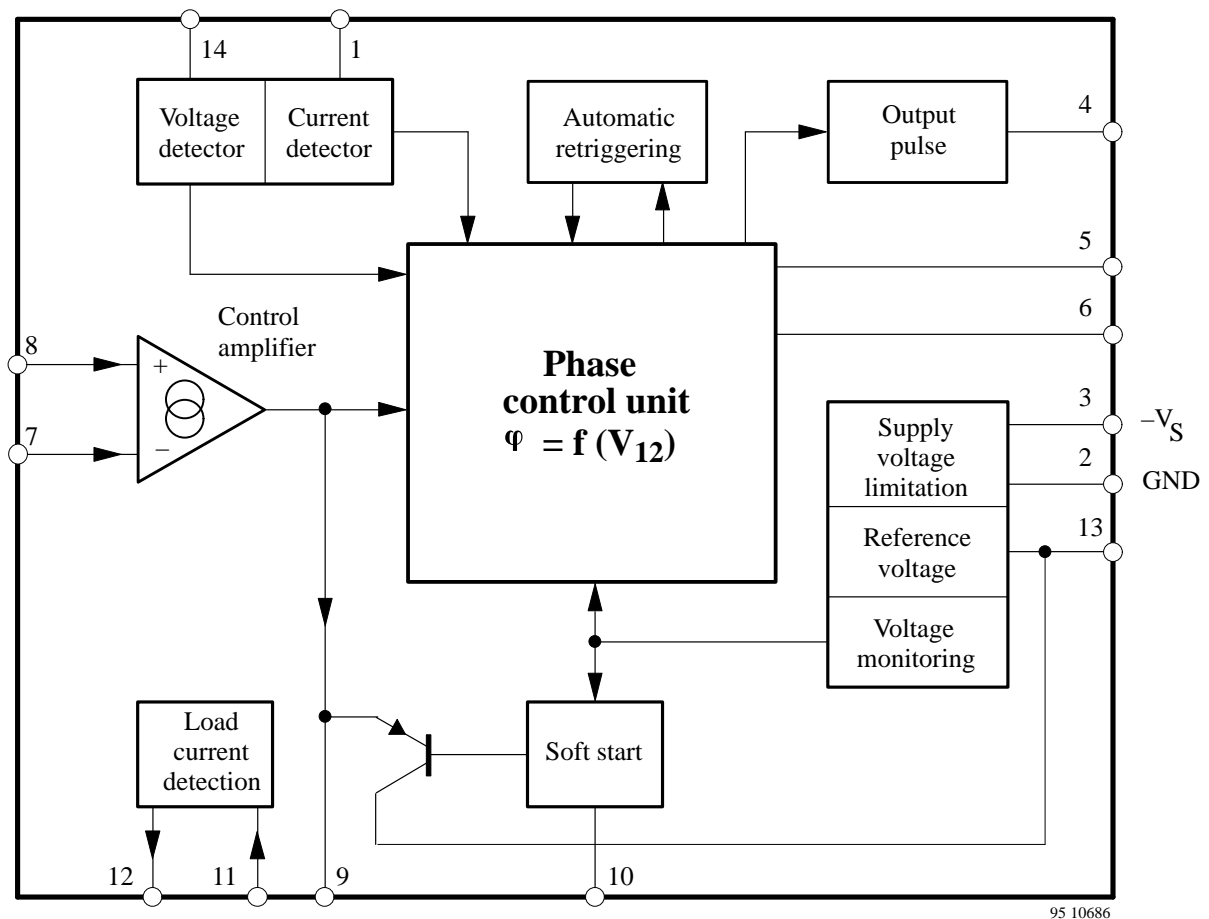 14
1
Voltage
detector
Current
detector
Automatic
retriggering
Output
pulse
4
5
6
Control
amplifier
8
+
7
−
Phase
control unit
φ = f (V12)
Supply
voltage
limitation
3
–VS
2
GND
Reference
voltage
13
Voltage
monitoring
Load
current
detection
Soft start
12
11
9
10
95 10686